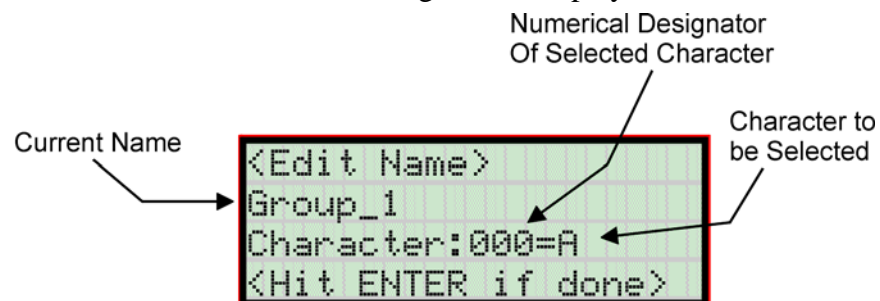 Numerical Designator
Of Selected Character
Current Name
Character to
be Selected
<Edit Name>
Group_1
Character:000=A
<Hit ENTER if done>